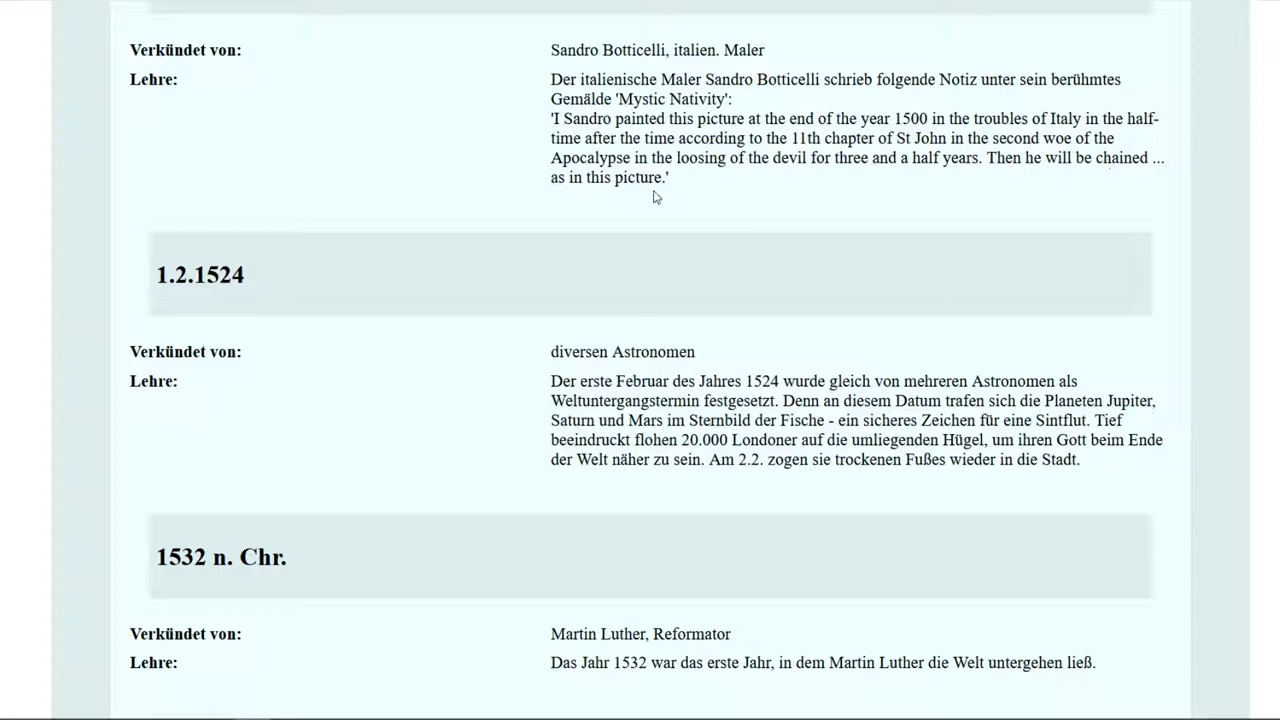 Verkündet von:
Sandro Botticelli, italien. Maler
Lehre:
Der italienische Maler Sandro Botticelli schrieb folgende Notiz unter sein berühmtes
Gemälde 'Mystic Nativity':
'I Sandro painted this picture at the end of the year 1500 in the troubles of Italy in the half-
time after the time according to the 11th chapter of St John in the second woe of the
Apocalypse in the loosing of the devil for three and a half years. Then he will be chained ...
as in this picture.'
1.2.1524
Verkündet von:
diversen Astronomen
Lehre:
Der erste Februar des Jahres 1524 wurde gleich von mehreren Astronomen als
Weltuntergangstermin festgesetzt. Denn an diesem Datum trafen sich die Planeten Jupiter,
Saturn und Mars im Sternbild der Fische - ein sicheres Zeichen für eine Sintflut. Tief
beeindruckt flohen 20.000 Londoner auf die umliegenden Hügel, um ihren Gott beim Ende
der Welt näher zu sein. Am 2.2. zogen sie trockenen Fußes wieder in die Stadt.
1532 n. Chr.
Verkündet von:
Martin Luther, Reformator
Lehre:
Das Jahr 1532 war das erste Jahr, in dem Martin Luther die Welt untergehen ließ.